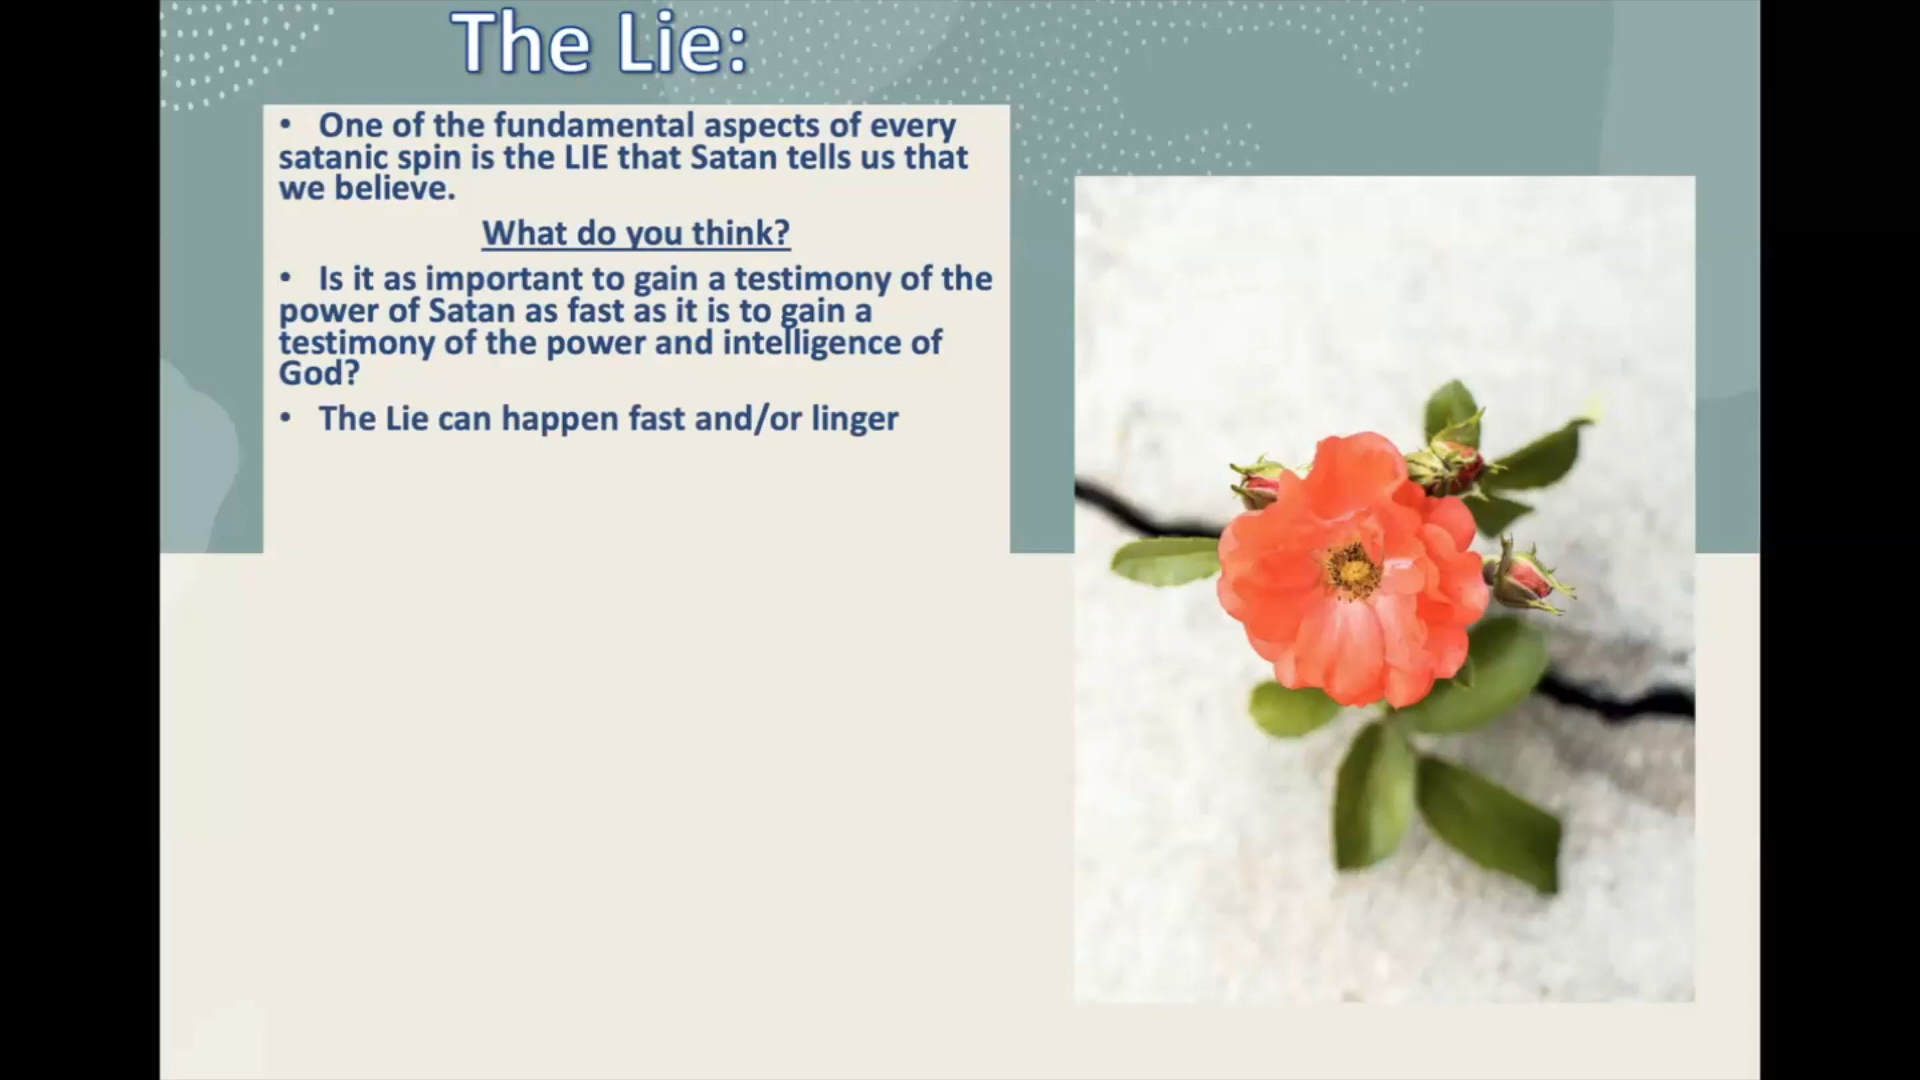 The Lie:
• One of the fundamental aspects of every
satanic spin is the LIE that Satan tells us that
we believe.
What do you think?
• Is it as important to gain a testimony of the
power of Satan as fast as it is to gain a
testimony of the power and intelligence of
God?
• The Lie can happen fast and/or linger